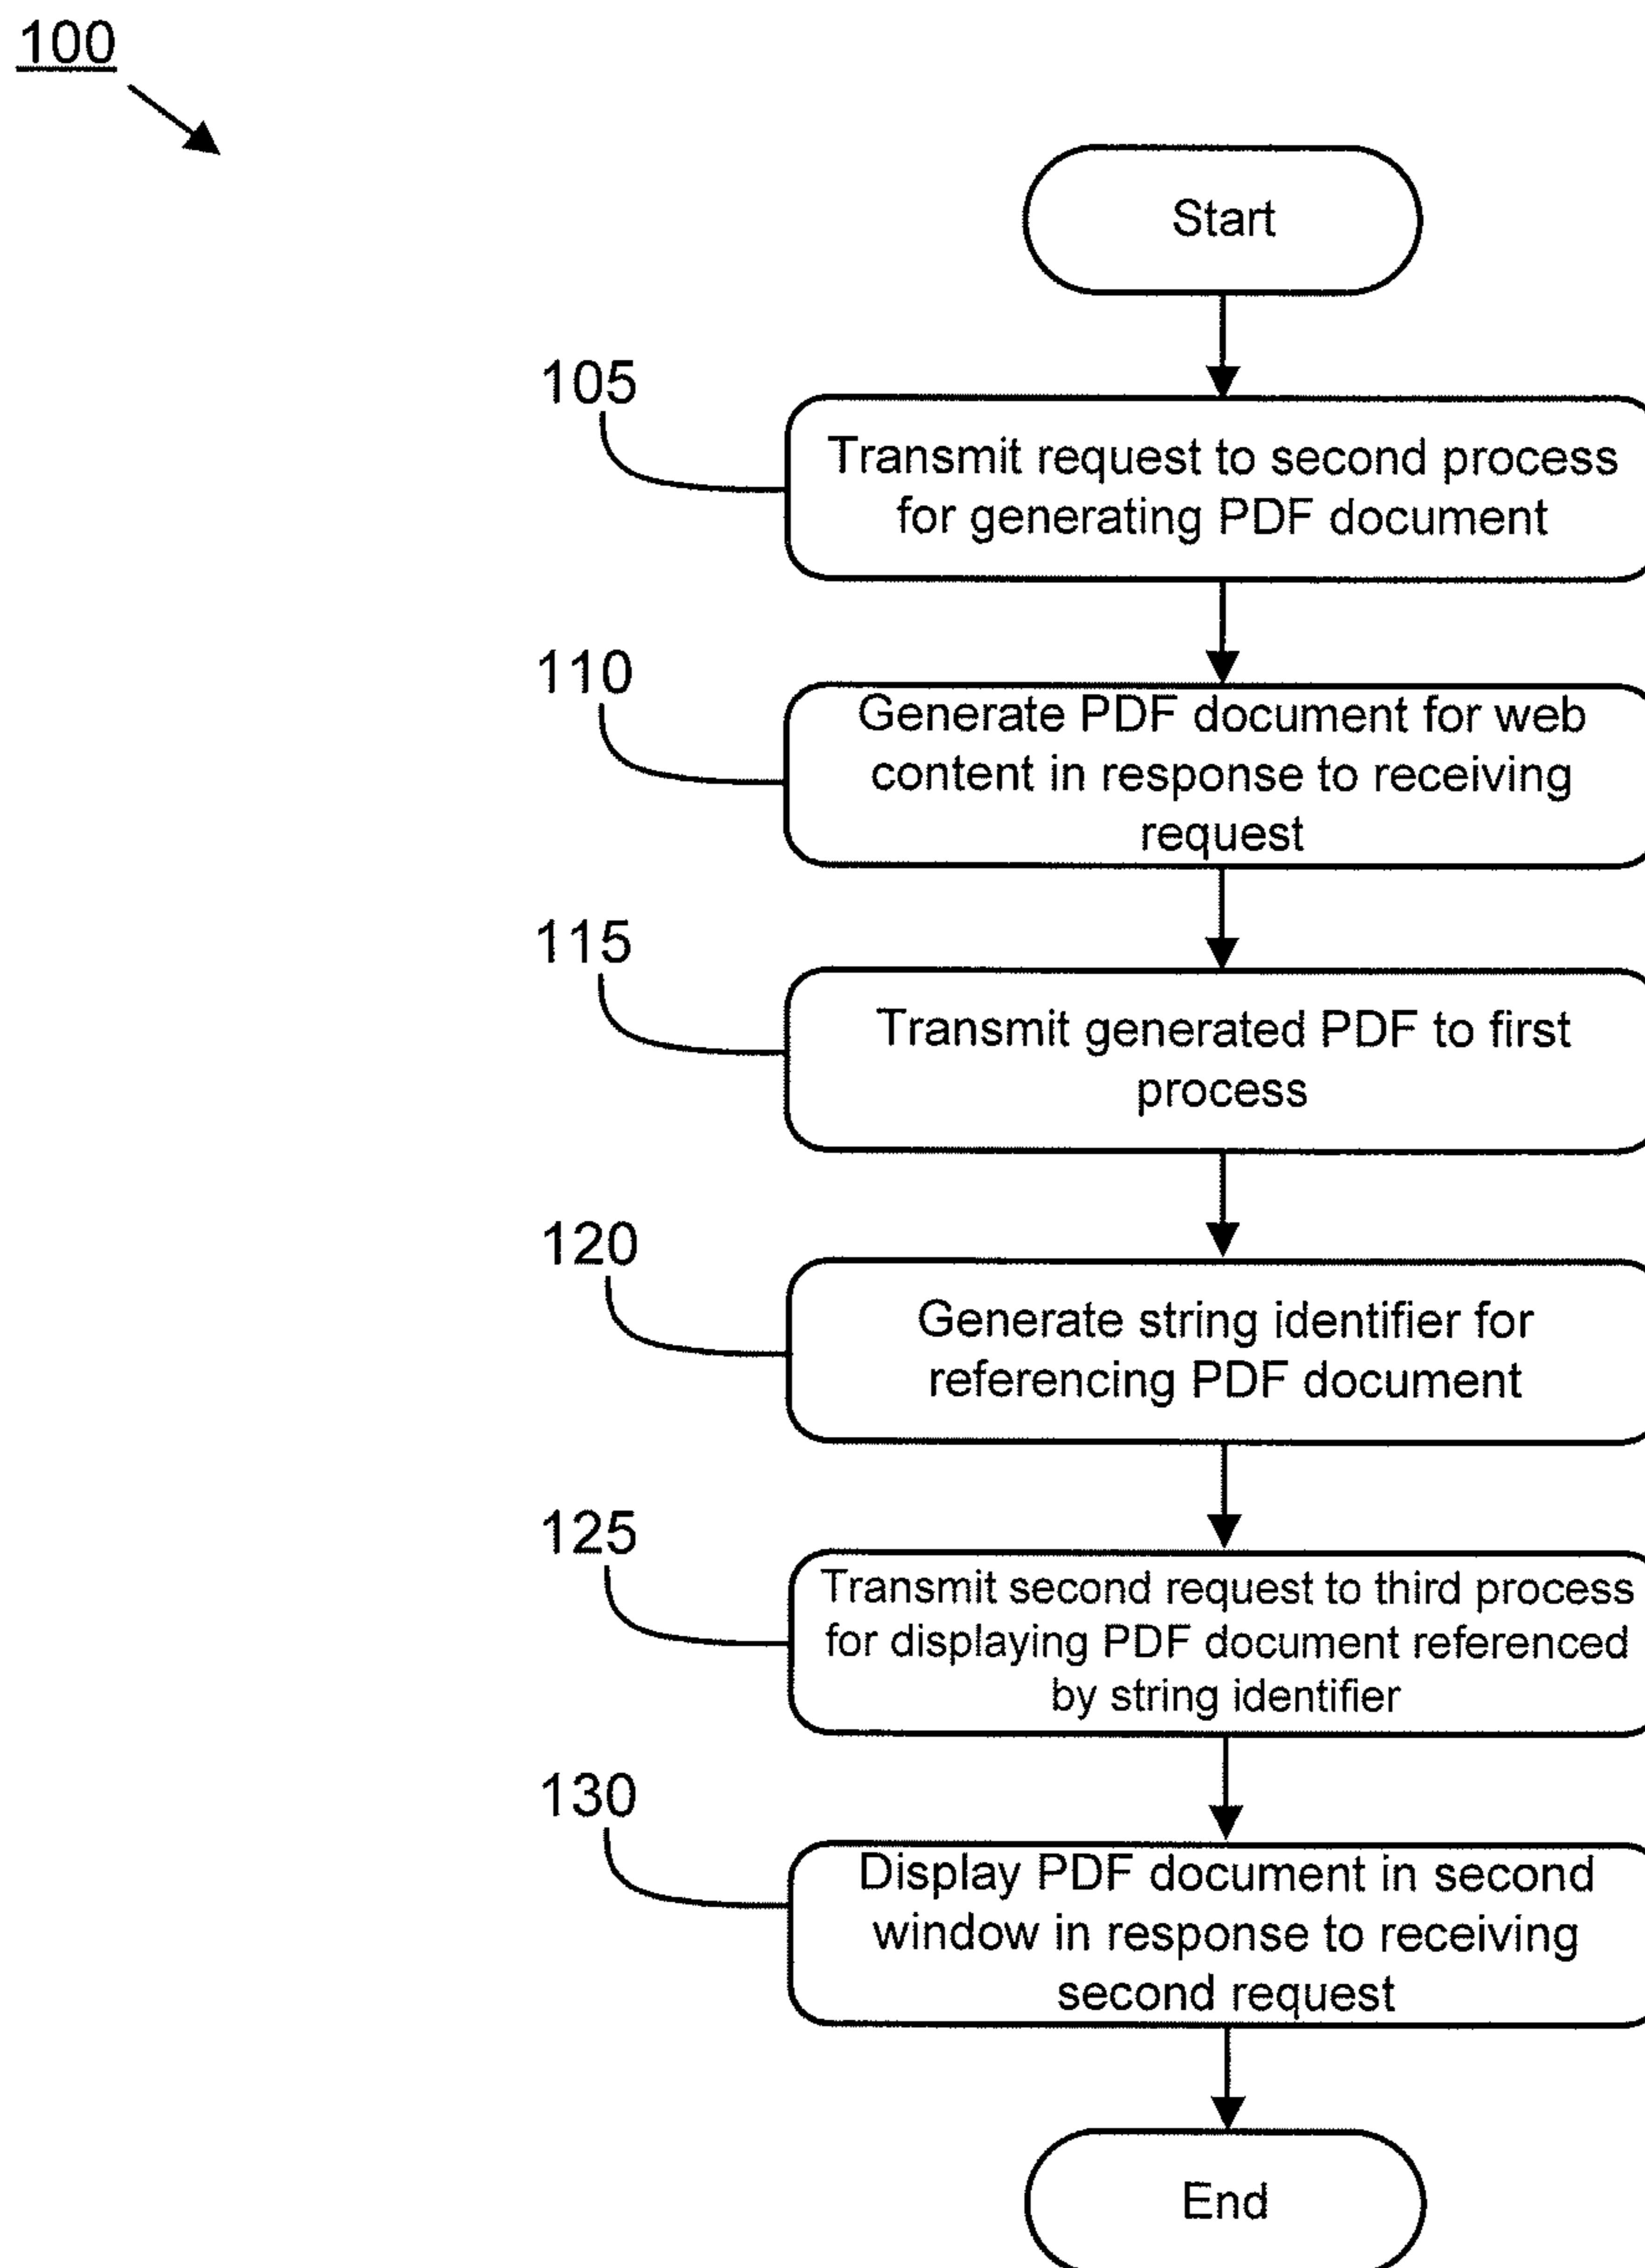 100
Start
105
Transmit request to second process
for generating PDF document
110
Generate PDF document for web
content in response to receiving
request
115
Transmit generated PDF to first
process
120
Generate string identifier for
referencing PDF document
125
Transmit second request to third process
for displaying PDF document referenced
by string identifier
130
Display PDF document in second
window in response to receiving
second request
End